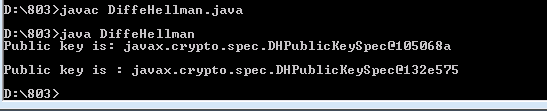 D:\803>javac DiffeHellman.java
D:\803>java DiffeHellman
Public key is: javax.crypto.spec.DHPublicKeySpec@105068a
Public key is : javax.crypto.spec.DHPublicKeySpec@132e575
D:\803>